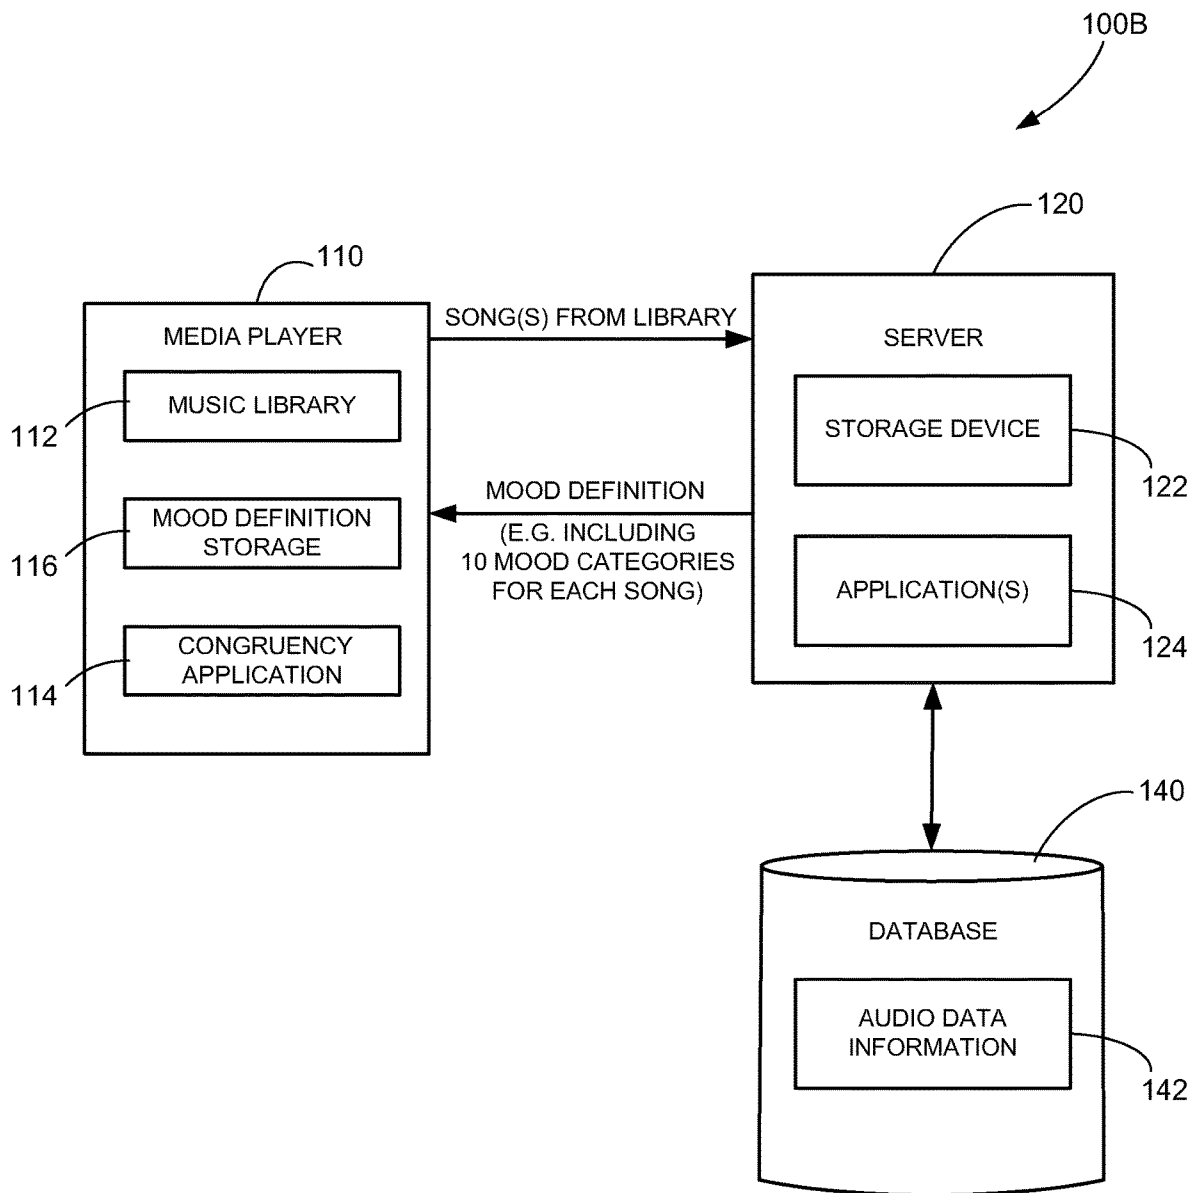 100B
120
110
SONG(S) FROM LIBRARY
MEDIA PLAYER
SERVER
MUSIC LIBRARY
112
STORAGE DEVICE
122
MOOD DEFINITION
(E.G. INCLUDING
10 MOOD CATEGORIES
FOR EACH SONG)
MOOD DEFINITION
STORAGE
116
APPLICATION(S)
124
CONGRUENCY
APPLICATION
114
140
DATABASE
AUDIO DATA
INFORMATION
142